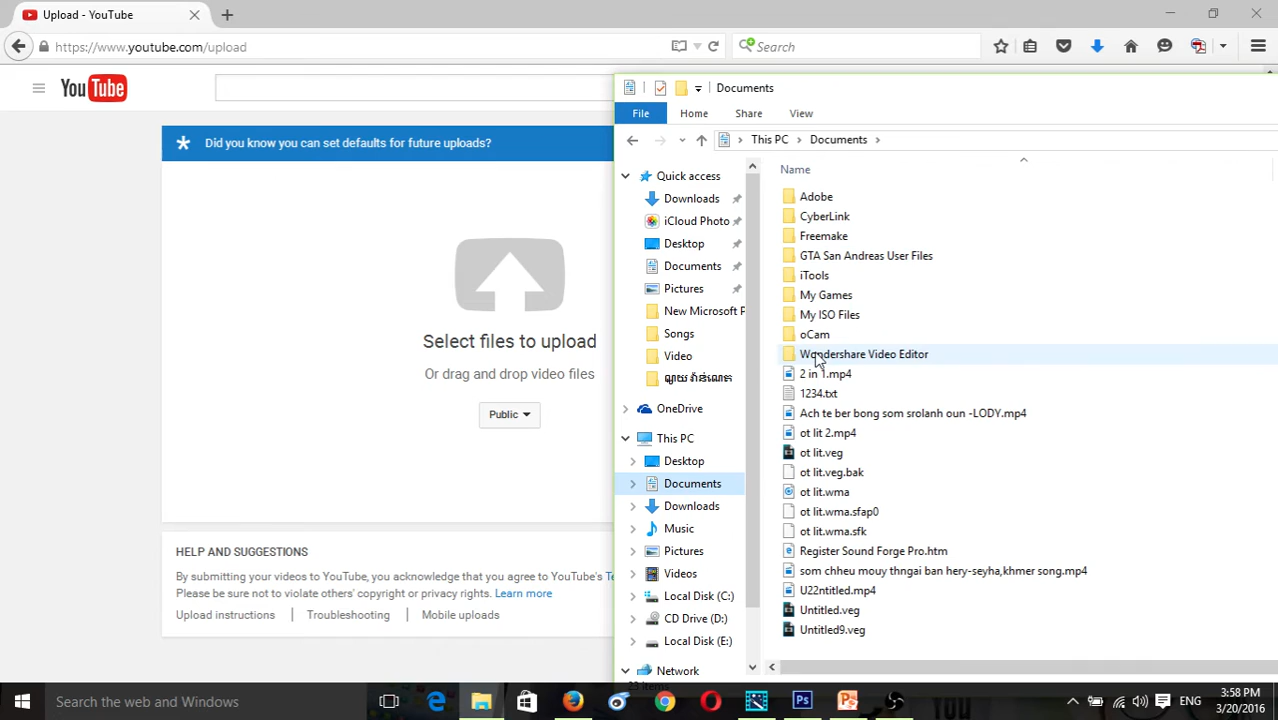 Upload - YouTube
https://www.youtube.com/upload
Search
YouTube
Did you know you can set defaults for future uploads?
Select files to upload
Or drag and drop video files
Public
HELP AND SUGGESTIONS
By submitting your videos to YouTube, you acknowledge that you agree to YouTube's Te
Please be sure not to violate others' copyright or privacy rights. Learn more
Upload instructions | Troubleshooting | Mobile uploads
Documents
File Home Share View
This PC > Documents >
Quick access
Downloads
iCloud Photo
Desktop
Documents
Pictures
New Microsoft P
Songs
Video
OneDrive
This PC
Desktop
Documents
Downloads
Music
Pictures
Videos
Local Disk (C:)
CD Drive (D:)
Local Disk (E:)
Network
23 items
Name
Adobe
CyberLink
Freemake
GTA San Andreas User Files
iTools
My Games
My ISO Files
oCam
Wondershare Video Editor
2 in 1.mp4
1234.txt
Ach te ber bong som srolanh oun -LODY.mp4
ot lit 2.mp4
ot lit.veg
ot lit.veg.bak
ot lit.wma
ot lit.wma.sfap0
ot lit.wma.sfk
Register Sound Forge Pro.htm
som chheu mouy thngai ban hery-seyha,khmer song.mp4
U22ntitled.mp4
Untitled.veg
Untitled9.veg
Search the web and Windows
Ps
ENG
3:58 PM
3/20/2016